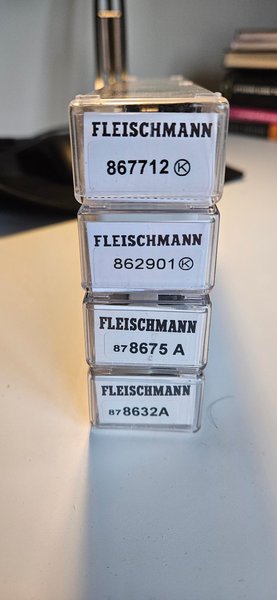 FLEISCHMANN
867712 Ⓚ
FLEISCHMANN
862901 Ⓚ
FLEISCHMANN
87 8675 A
FLEISCHMANN
87 8632A